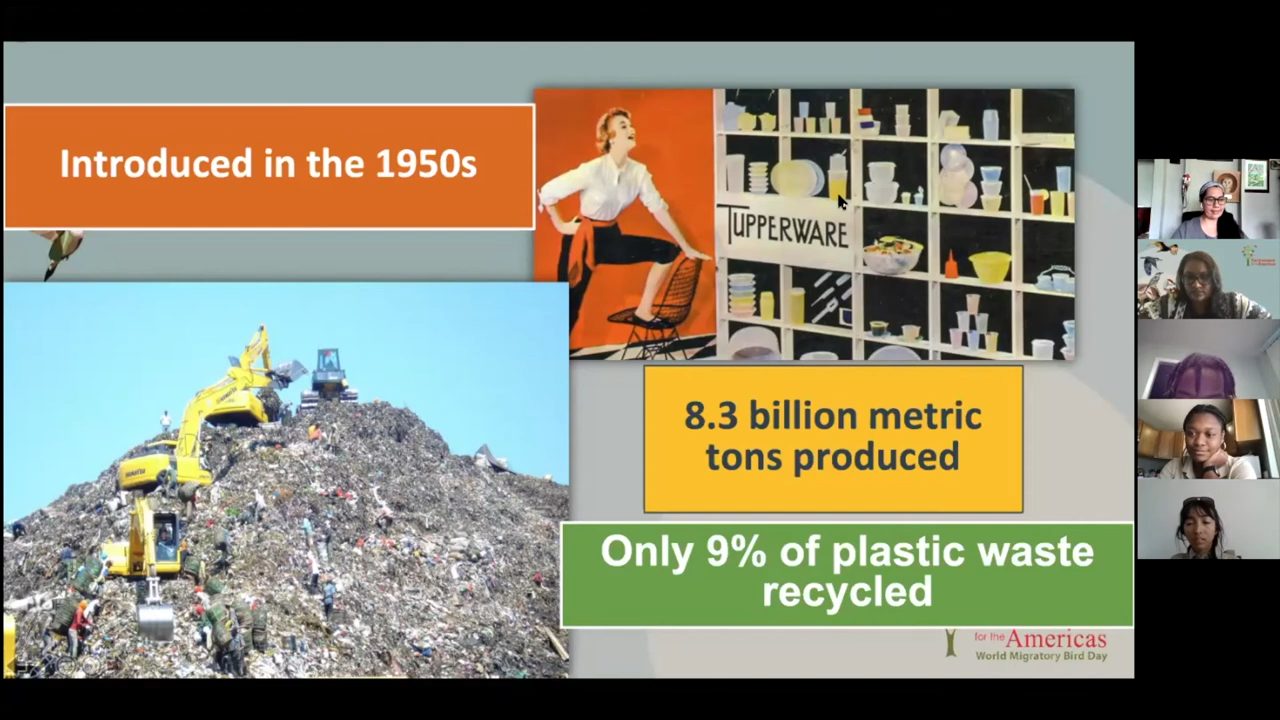 Introduced in the 1950s
TUPPERWARE
8.3 billion metric
tons produced
Only 9% of plastic waste
recycled
for the Americas
World Migratory Bird Day